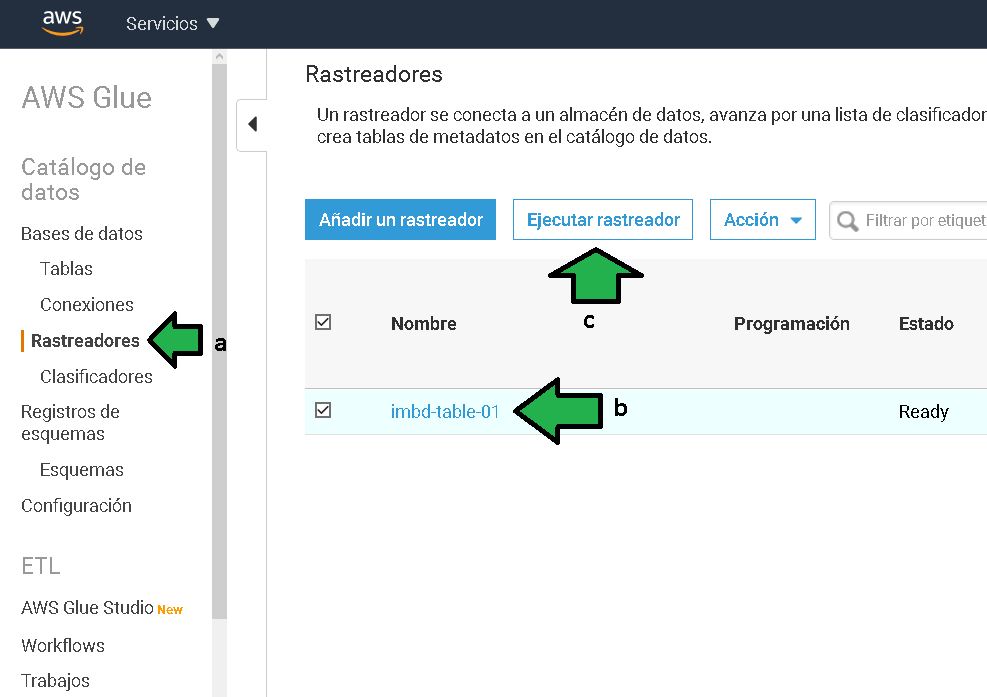 aws Servicios
AWS Glue
Catálogo de
datos
Bases de datos
Tablas
Conexiones
Rastreadores a
Clasificadores
Registros de
esquemas
Esquemas
Configuración
ETL
AWS Glue Studio New
Workflows
Trabajos
Rastreadores
Un rastreador se conecta a un almacén de datos, avanza por una lista de clasificador
crea tablas de metadatos en el catálogo de datos.
Añadir un rastreador Ejecutar rastreador Acción Filtrar por etiquet
c
Nombre Programación Estado
imbd-table-01 b Ready